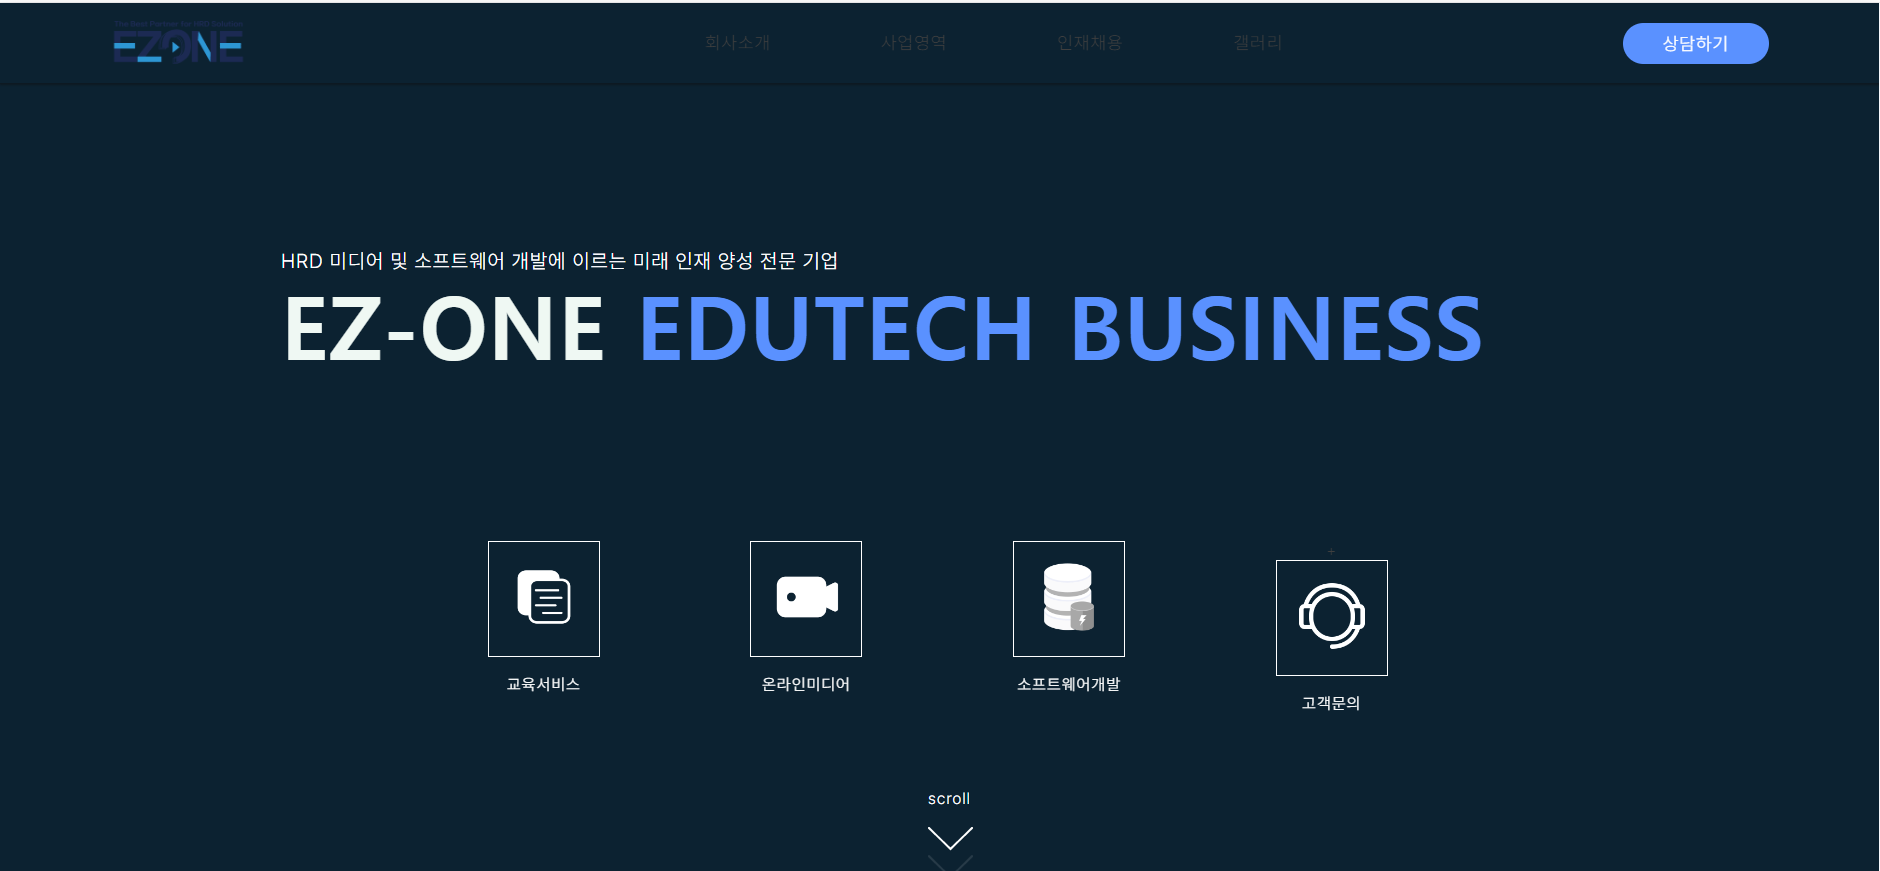 The Best Partner For HRD Solution
EZONE
회사소개
사업영역
인재채용
갤러리
상담하기
HRD 미디어 및 소프트웨어 개발에 이르는 미래 인재 양성 전문 기업
EZ-ONE EDUTECH BUSINESS
+
교육서비스
온라인미디어
소프트웨어개발
고객문의
scroll